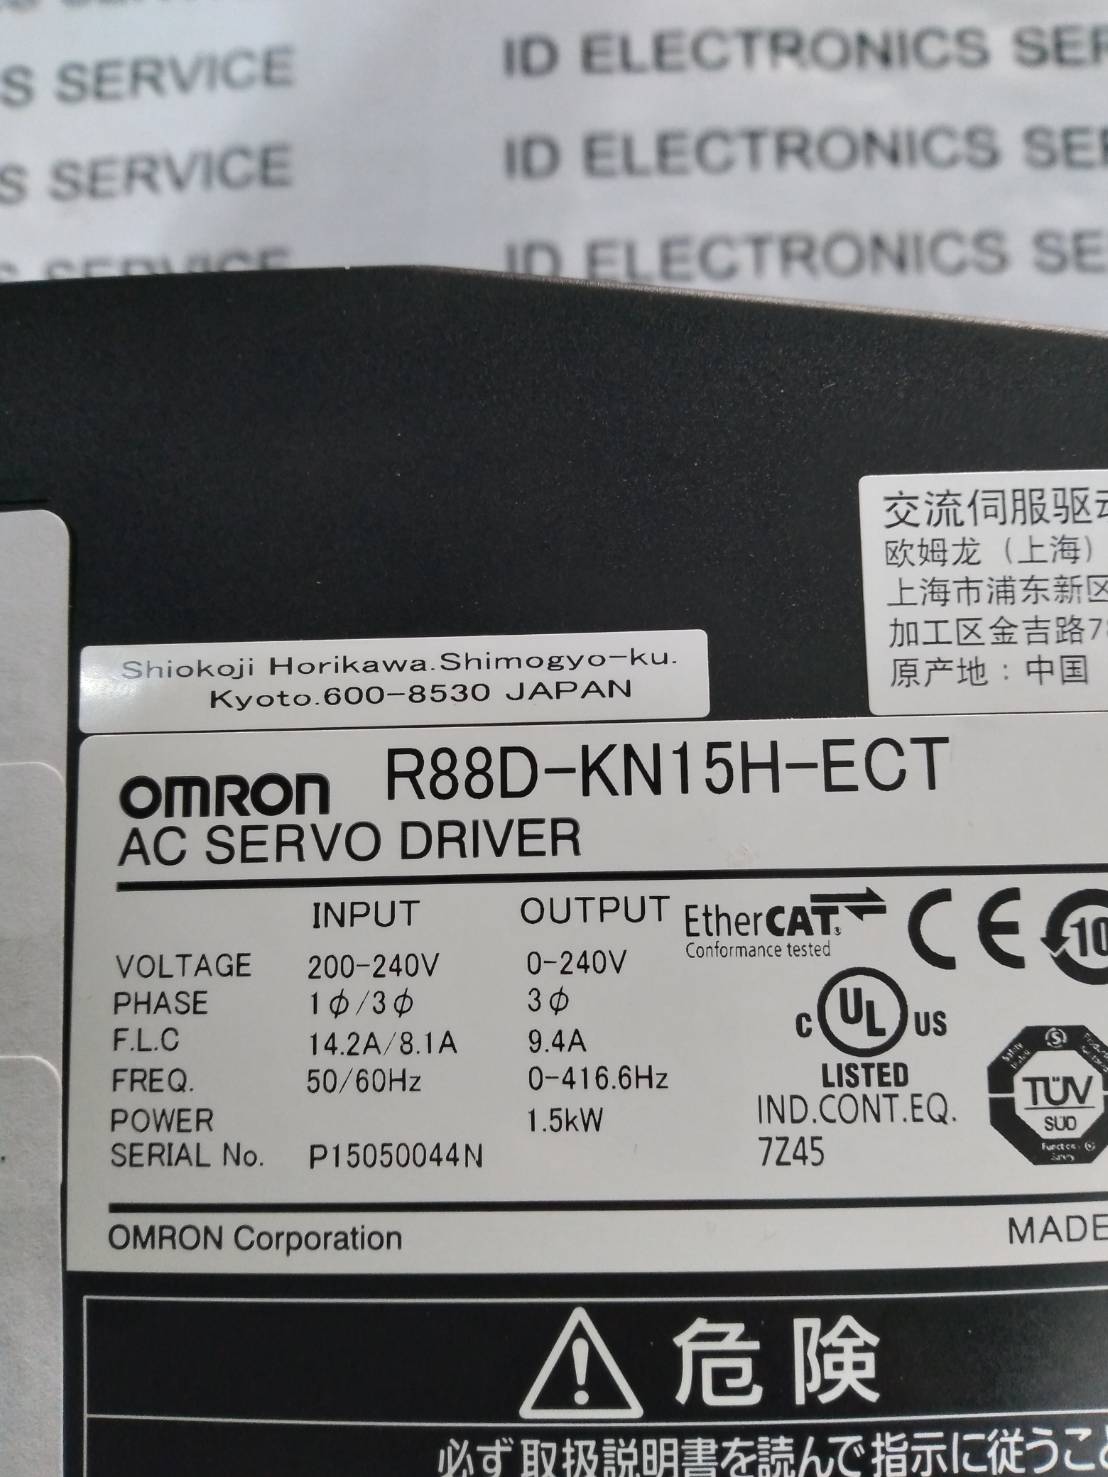 S SERVICE
ID ELECTRONICS SER
S SERVICE
ID ELECTRONICS SE
SERVICE
ID ELECTRONICS SE
交流伺服驱动
欧姆龙（上海）
上海市浦东新区
加工区金吉路7
原产地：中国
Shiokoji Horikawa.Shimogyo-ku.
Kyoto.600-8530 JAPAN
OMRON R88D-KN15H-ECT
AC SERVO DRIVER
INPUT OUTPUT
VOLTAGE 200-240V 0-240V
PHASE 1φ/3φ 3φ
F.L.C 14.2A/8.1A 9.4A
FREQ. 50/60Hz 0-416.6Hz
POWER 1.5kW
SERIAL No. P15050044N
EtherCAT®
Conformance tested
CE
10
C UL US
LISTED
IND.CONT.EQ.
7Z45
TÜV
SÜD
OMRON Corporation
MADE
危険
必ず取扱説明書を読んで指示に従うこ